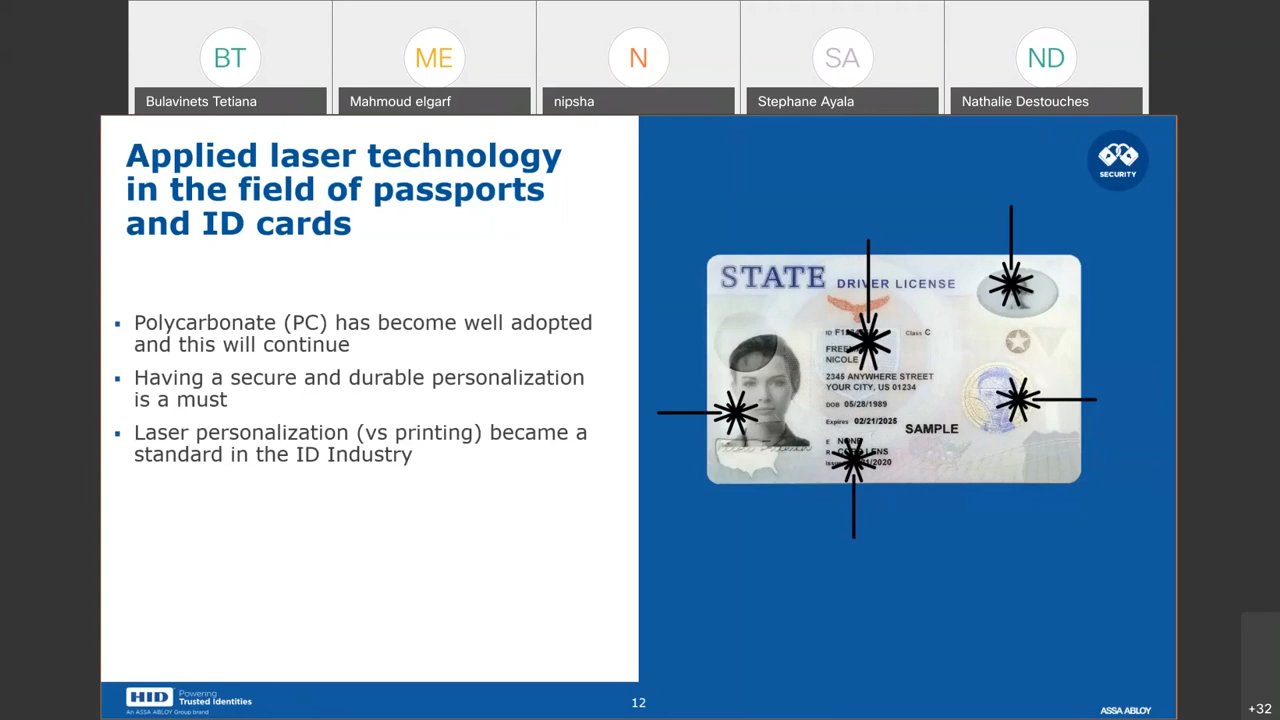 BT
ME
N
SA
ND
Bulavinets Tetiana
Mahmoud elgarf
nipsha
Stephane Ayala
Nathalie Destouches
Applied laser technology
in the field of passports
and ID cards
▪ Polycarbonate (PC) has become well adopted
and this will continue
▪ Having a secure and durable personalization
is a must
▪ Laser personalization (vs printing) became a
standard in the ID Industry
SECURITY
STATE DRIVER LICENSE
ID Class C
NICOLE
2345 ANYWHERE STREET
YOUR CITY, US 01234
DOB 05/28/1989
Expires 02/21/2025
SAMPLE
E NONE
HID
Powering
Trusted Identities
An ASSA ABLOY Group brand
12
ASSA ABLOY
+32